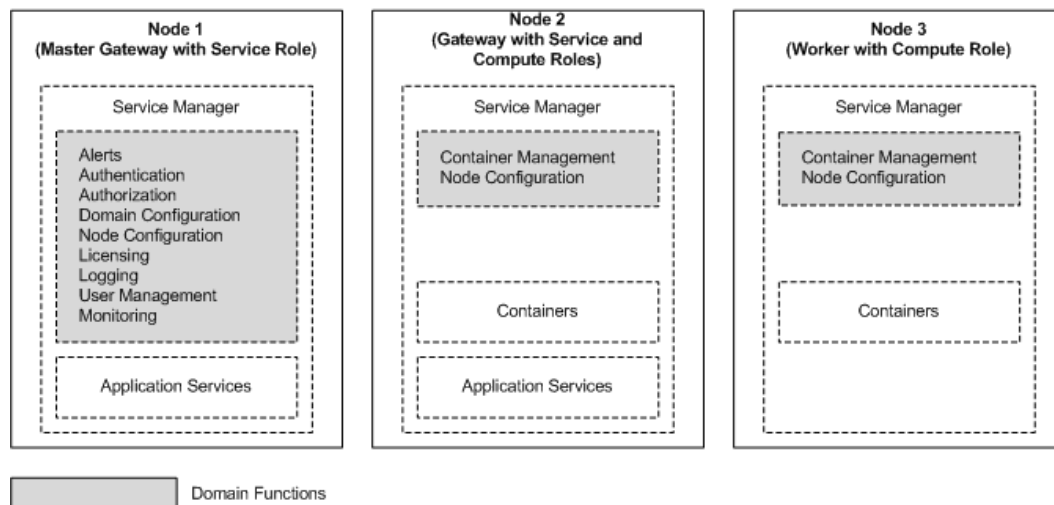 Node 1
(Master Gateway with Service Role)
Service Manager
Alerts
Authentication
Authorization
Domain Configuration
Node Configuration
Licensing
Logging
User Management
Monitoring
Application Services
Node 2
(Gateway with Service and
Compute Roles)
Service Manager
Container Management
Node Configuration
Containers
Application Services
Node 3
(Worker with Compute Role)
Service Manager
Container Management
Node Configuration
Containers
Domain Functions